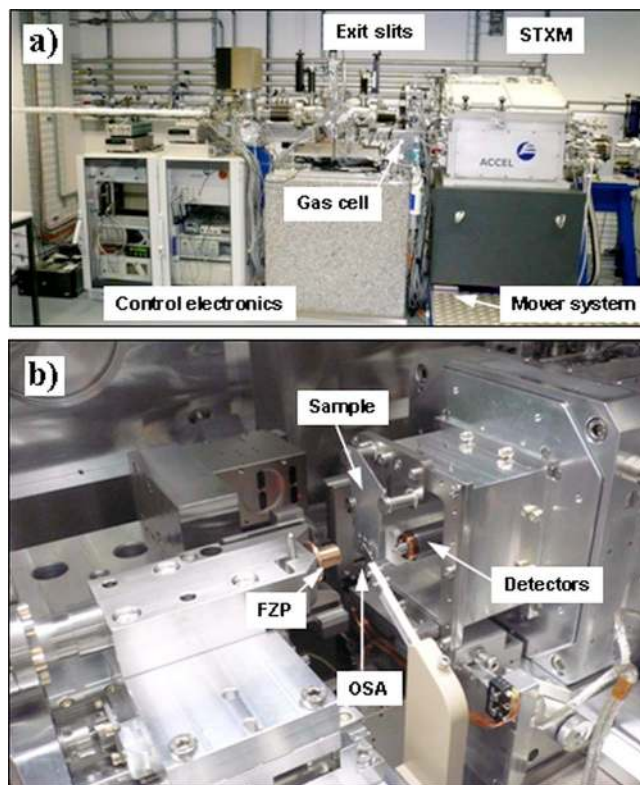 a)
Exit slits
STXM
ACCEL
Gas cell
Control electronics
Mover system
b)
Sample
Detectors
FZP
OSA